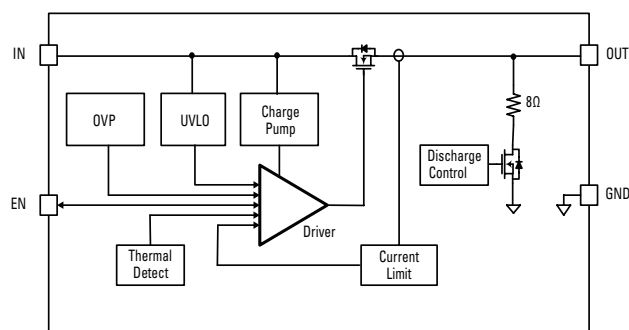 IN
OUT
OVP
UVLO
Charge
Pump
8Ω
Discharge
Control
EN
GND
Driver
Thermal
Detect
Current
Limit